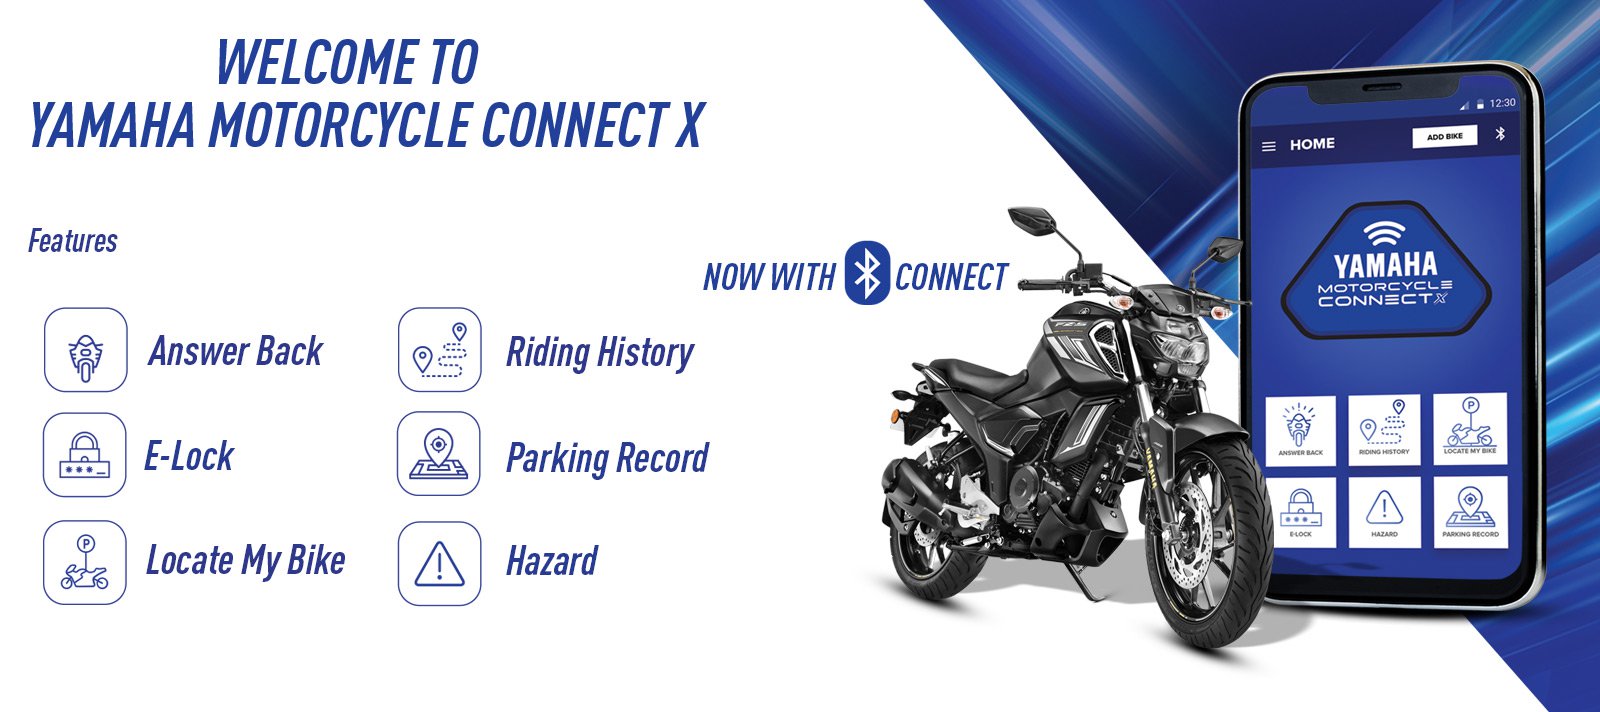 WELCOME TO
YAMAHA MOTORCYCLE CONNECT X
Features
Answer Back
Riding History
E-Lock
Parking Record
Locate My Bike
Hazard
NOW WITH CONNECT
FZ-S
YAMAHA
12:30
HOME
ADD BIKE
YAMAHA
MOTORCYCLE
CONNECT X
ANSWER BACK
RIDING HISTORY
P
LOCATE MY BIKE
E-LOCK
HAZARD
PARKING RECORD
P